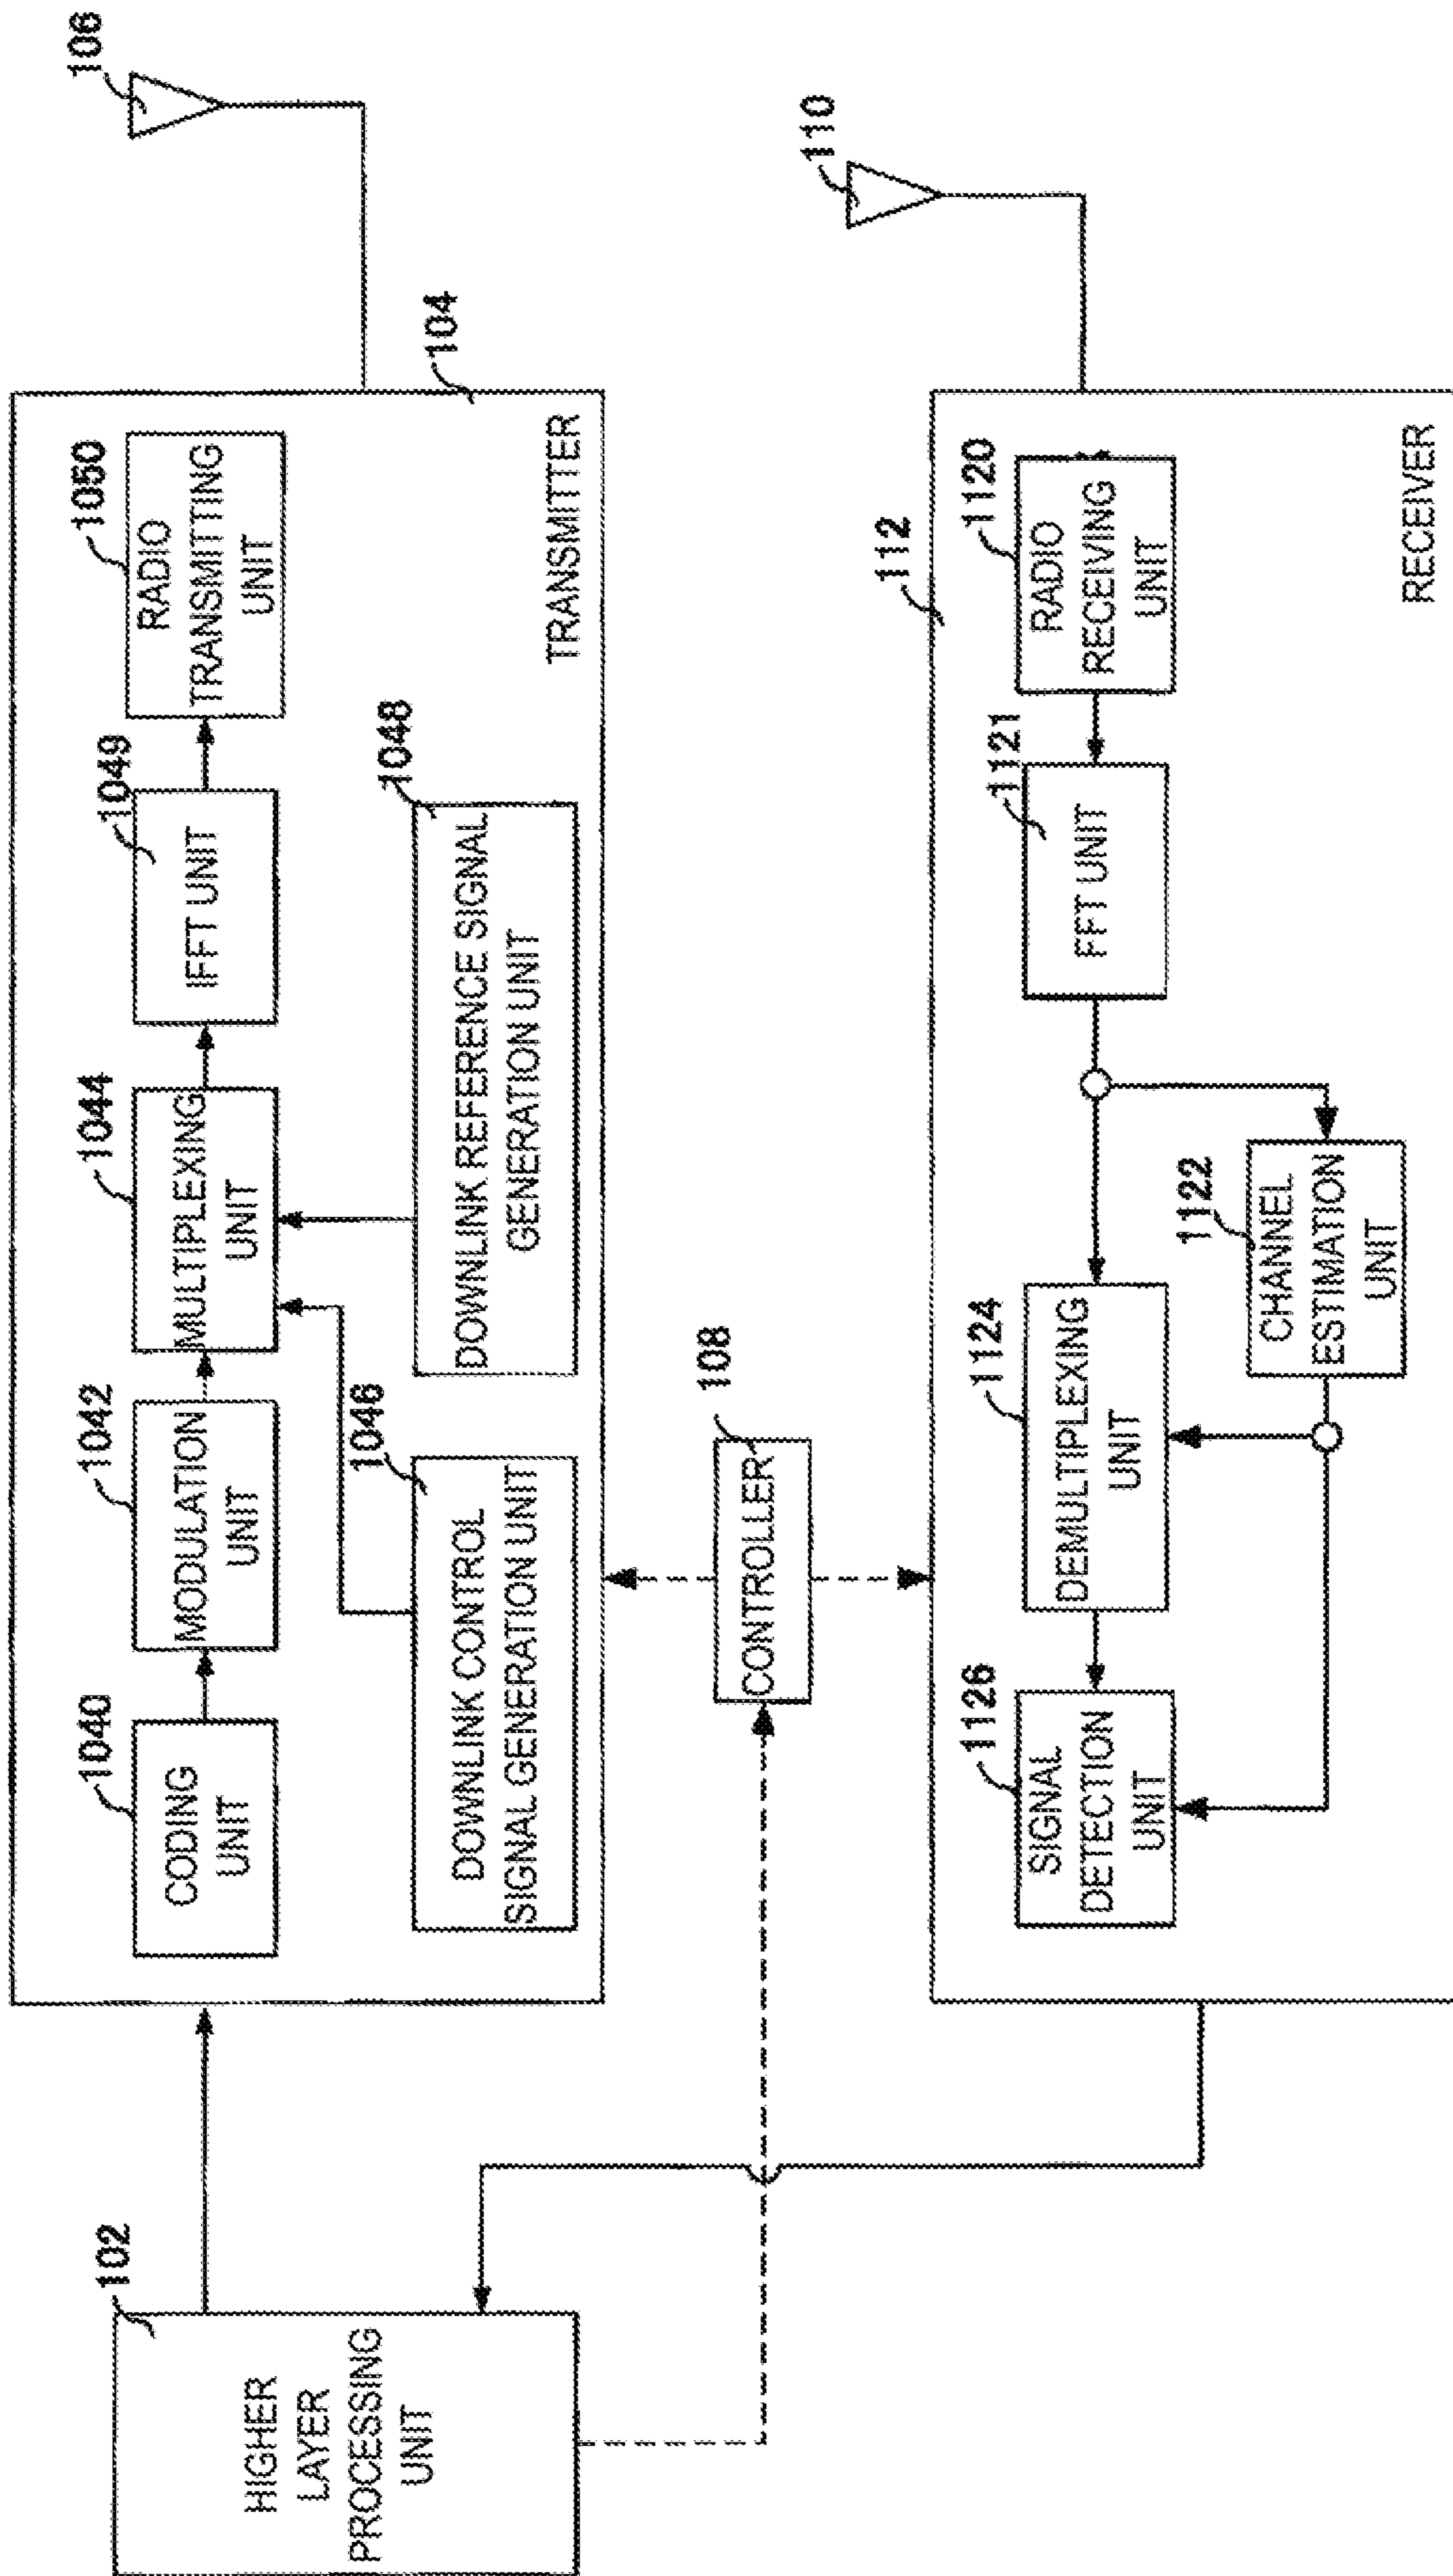 102
HIGHER
LAYER
PROCESSING
UNIT
104
TRANSMITTER
1040
CODING
UNIT
1042
MODULATION
UNIT
1044
MULTIPLEXING
UNIT
1049
IFFT UNIT
1050
RADIO
TRANSMITTING
UNIT
106
1046
DOWNLINK CONTROL
SIGNAL GENERATION UNIT
1048
DOWNLINK REFERENCE SIGNAL
GENERATION UNIT
108
CONTROLLER
110
112
RECEIVER
1126
SIGNAL
DETECTION
UNIT
1124
DEMULTIPLEXING
UNIT
1122
CHANNEL
ESTIMATION
UNIT
1121
FFT UNIT
1120
RADIO
RECEIVING
UNIT